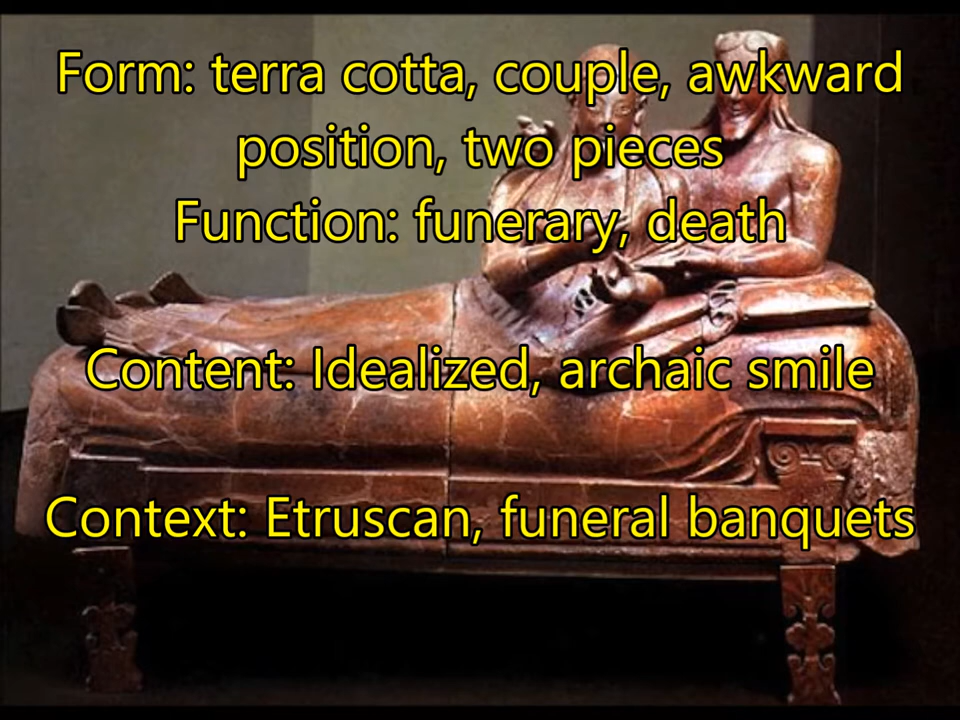 Form: terra cotta, couple, awkward
position, two pieces
Function: funerary, death
Content: Idealized, archaic smile
Context: Etruscan, funeral banquets